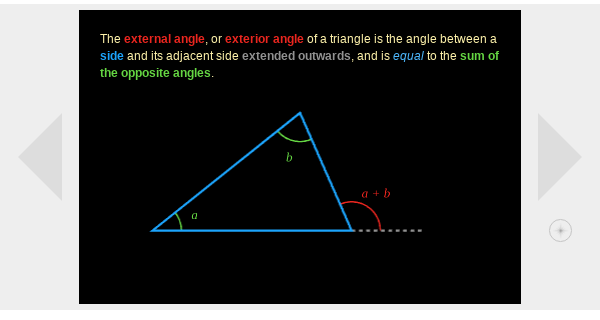 The external angle, or exterior angle of a triangle is the angle between a
side and its adjacent side extended outwards, and is equal to the sum of
the opposite angles.
b
a + b
a